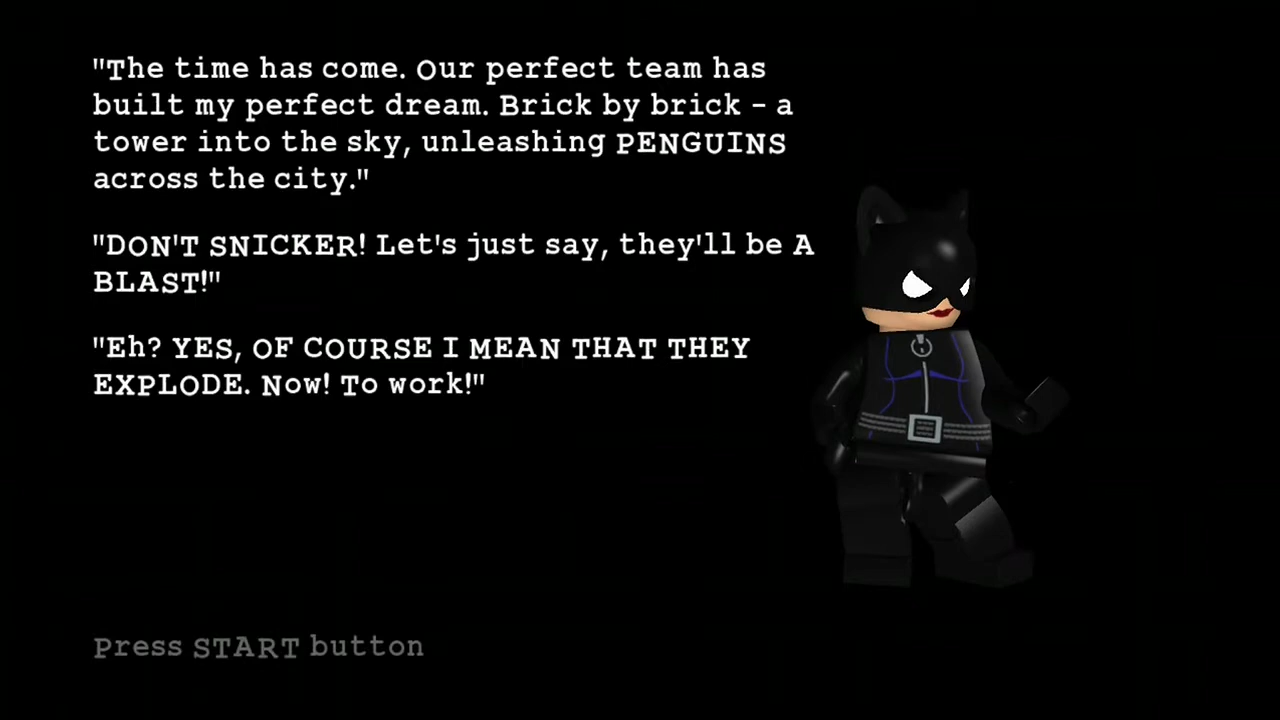 "The time has come. Our perfect team has
built my perfect dream. Brick by brick - a
tower into the sky, unleashing PENGUINS
across the city."
"DON'T SNICKER! Let's just say, they'll be A
BLAST!"
"Eh? YES, OF COURSE I MEAN THAT THEY
EXPLODE. Now! To work!"
Press START button